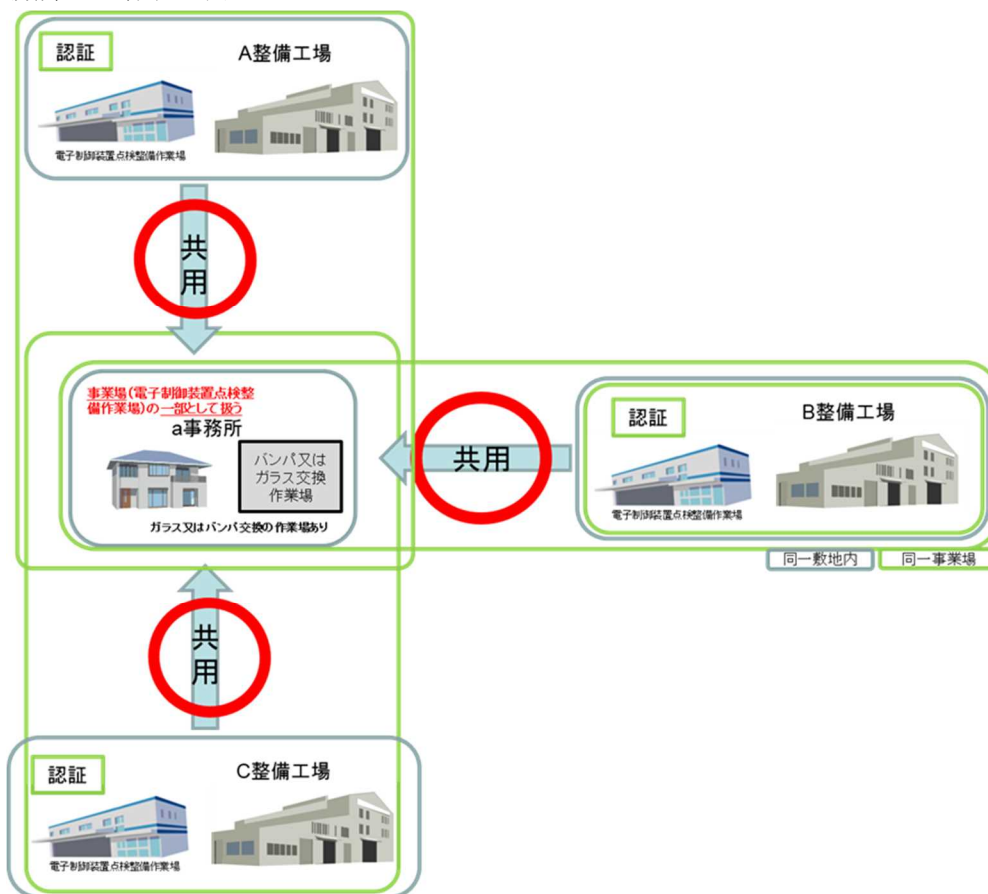 認証
A整備工場
電子制御装置点検整備作業場
共
用
事業場(電子制御装置点検整
備作業場)の一部として扱う
a事務所
バンパ又は
ガラス交換
作業場
ガラス又はバンパ交換の作業場あり
共用
認証
B整備工場
電子制御装置点検整備作業場
同一敷地内
同一事業場
共
用
認証
C整備工場
電子制御装置点検整備作業場